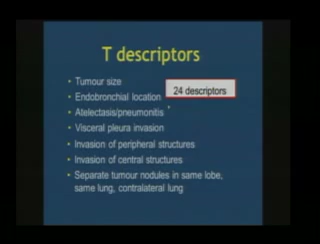 T descriptors
• Tumour size
24 descriptors
• Endobronchial location
• Atelectasis/pneumonitis
• Visceral pleura invasion
• Invasion of peripheral structures
• Invasion of central structures
• Separate tumour nodules in same lobe,
same lung, contralateral lung